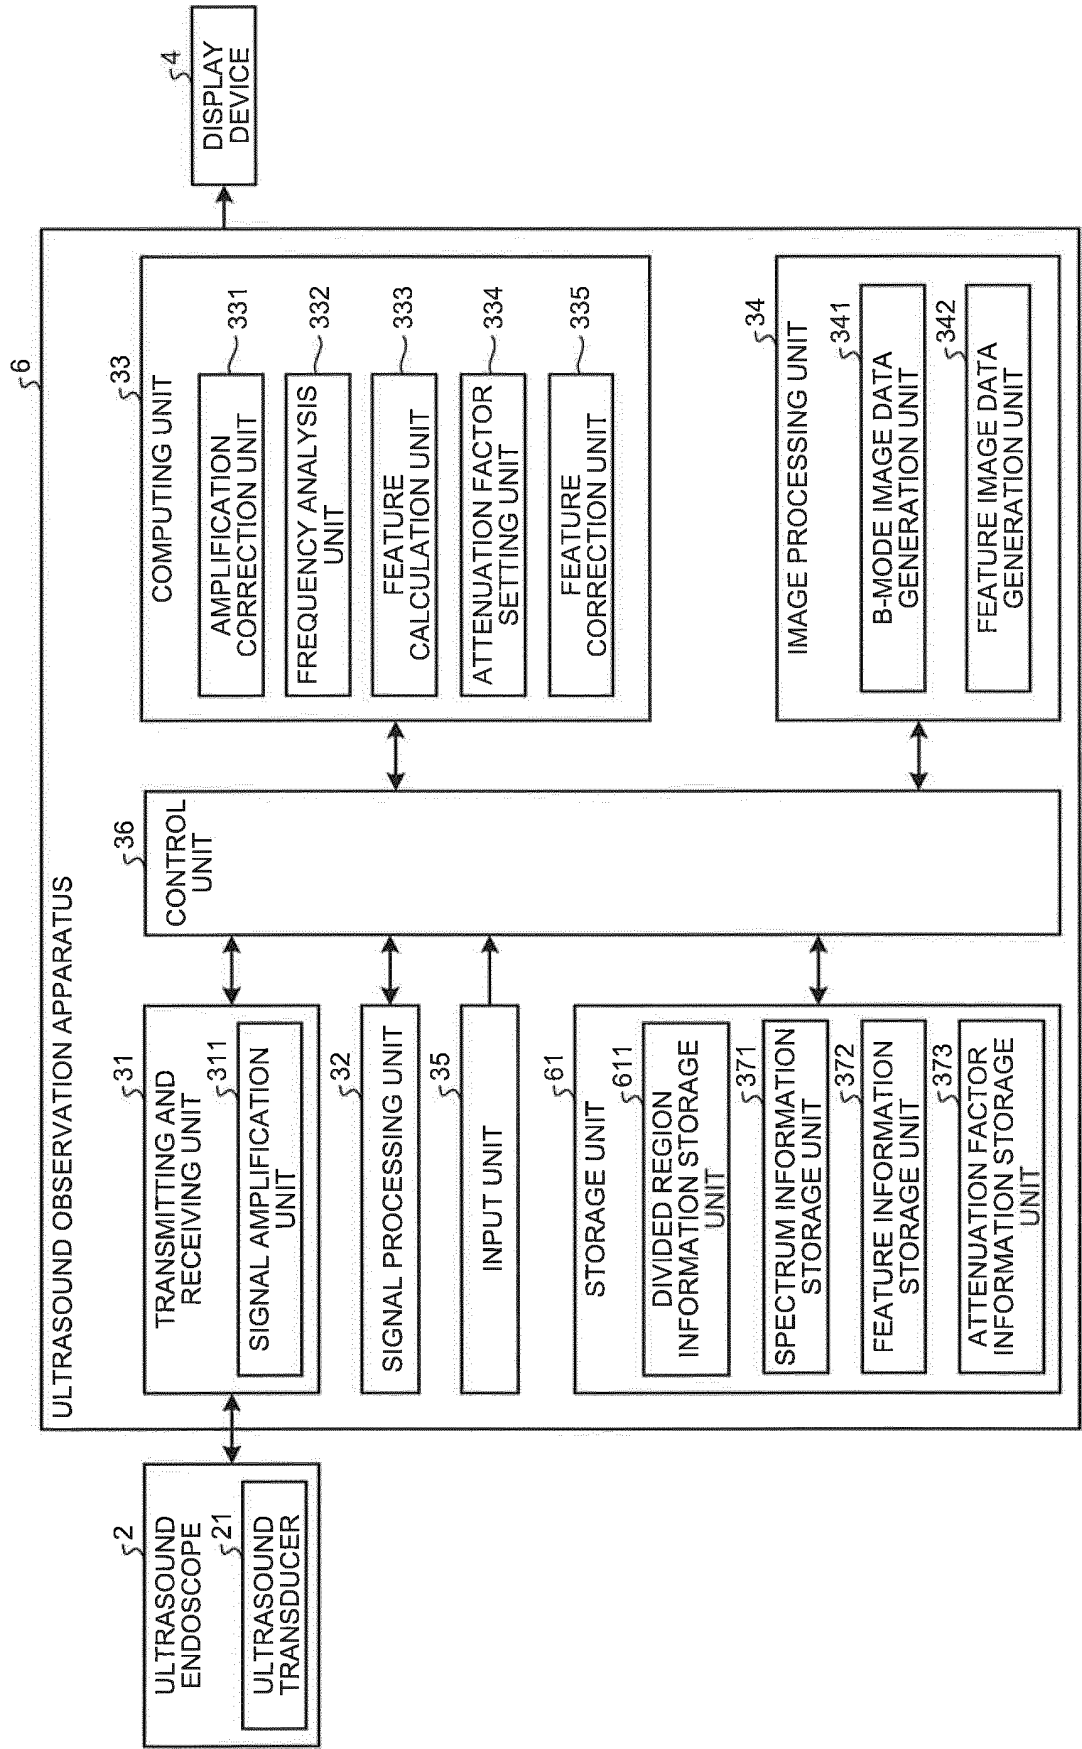 6
ULTRASOUND OBSERVATION APPARATUS
2
ULTRASOUND
ENDOSCOPE
21
ULTRASOUND
TRANSDUCER
31
TRANSMITTING AND
RECEIVING UNIT
311
SIGNAL AMPLIFICATION
UNIT
32
SIGNAL PROCESSING UNIT
35
INPUT UNIT
61
STORAGE UNIT
611
DIVIDED REGION
INFORMATION STORAGE
UNIT
371
SPECTRUM INFORMATION
STORAGE UNIT
372
FEATURE INFORMATION
STORAGE UNIT
373
ATTENUATION FACTOR
INFORMATION STORAGE
UNIT
36
CONTROL
UNIT
33
COMPUTING UNIT
AMPLIFICATION
CORRECTION UNIT
331
FREQUENCY ANALYSIS
UNIT
332
FEATURE
CALCULATION UNIT
333
ATTENUATION FACTOR
SETTING UNIT
334
FEATURE
CORRECTION UNIT
335
34
IMAGE PROCESSING UNIT
341
B-MODE IMAGE DATA
GENERATION UNIT
342
FEATURE IMAGE DATA
GENERATION UNIT
4
DISPLAY
DEVICE